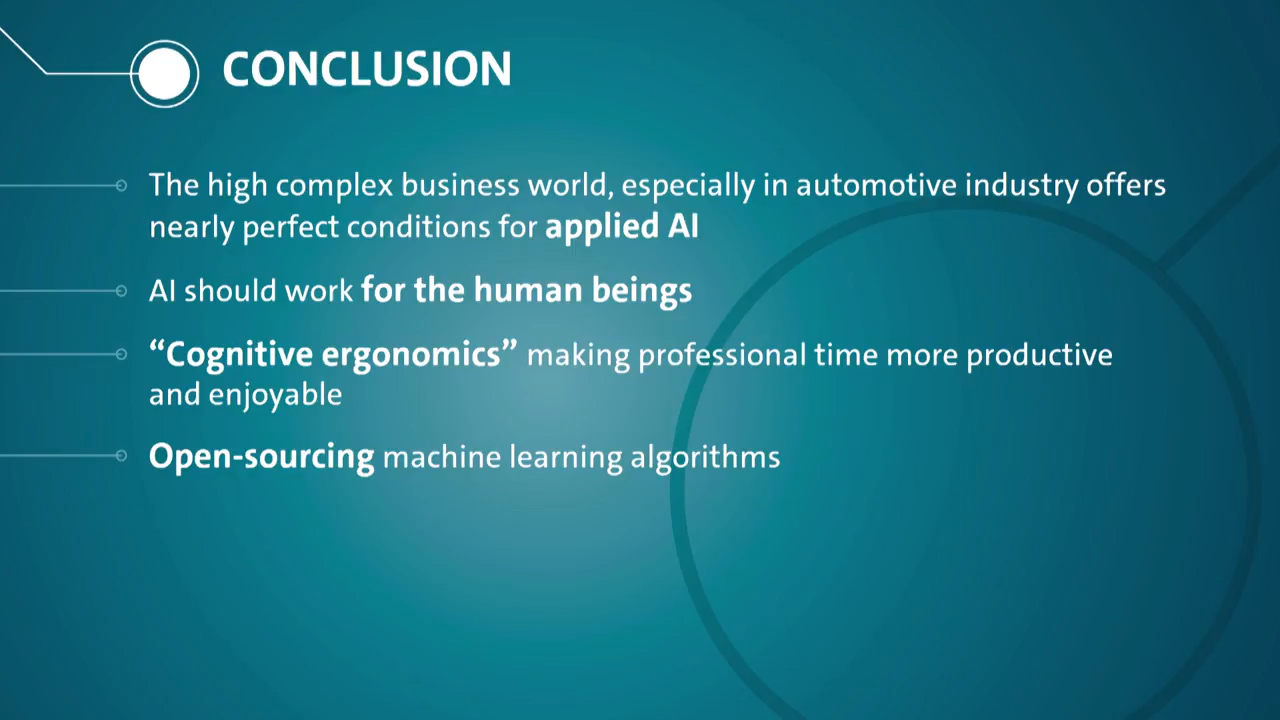 CONCLUSION
The high complex business world, especially in automotive industry offers
nearly perfect conditions for applied AI
AI should work for the human beings
“Cognitive ergonomics” making professional time more productive
and enjoyable
Open-sourcing machine learning algorithms